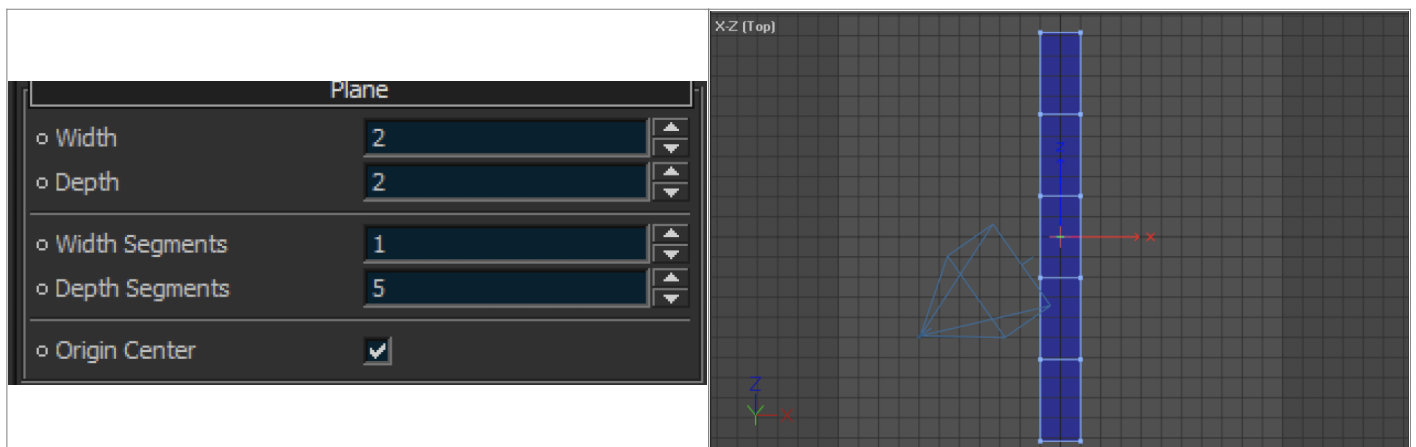 Plane
Width 2
Depth 2
Width Segments 1
Depth Segments 5
Origin Center
X-Z (Top)
Z
X
Z
Y X